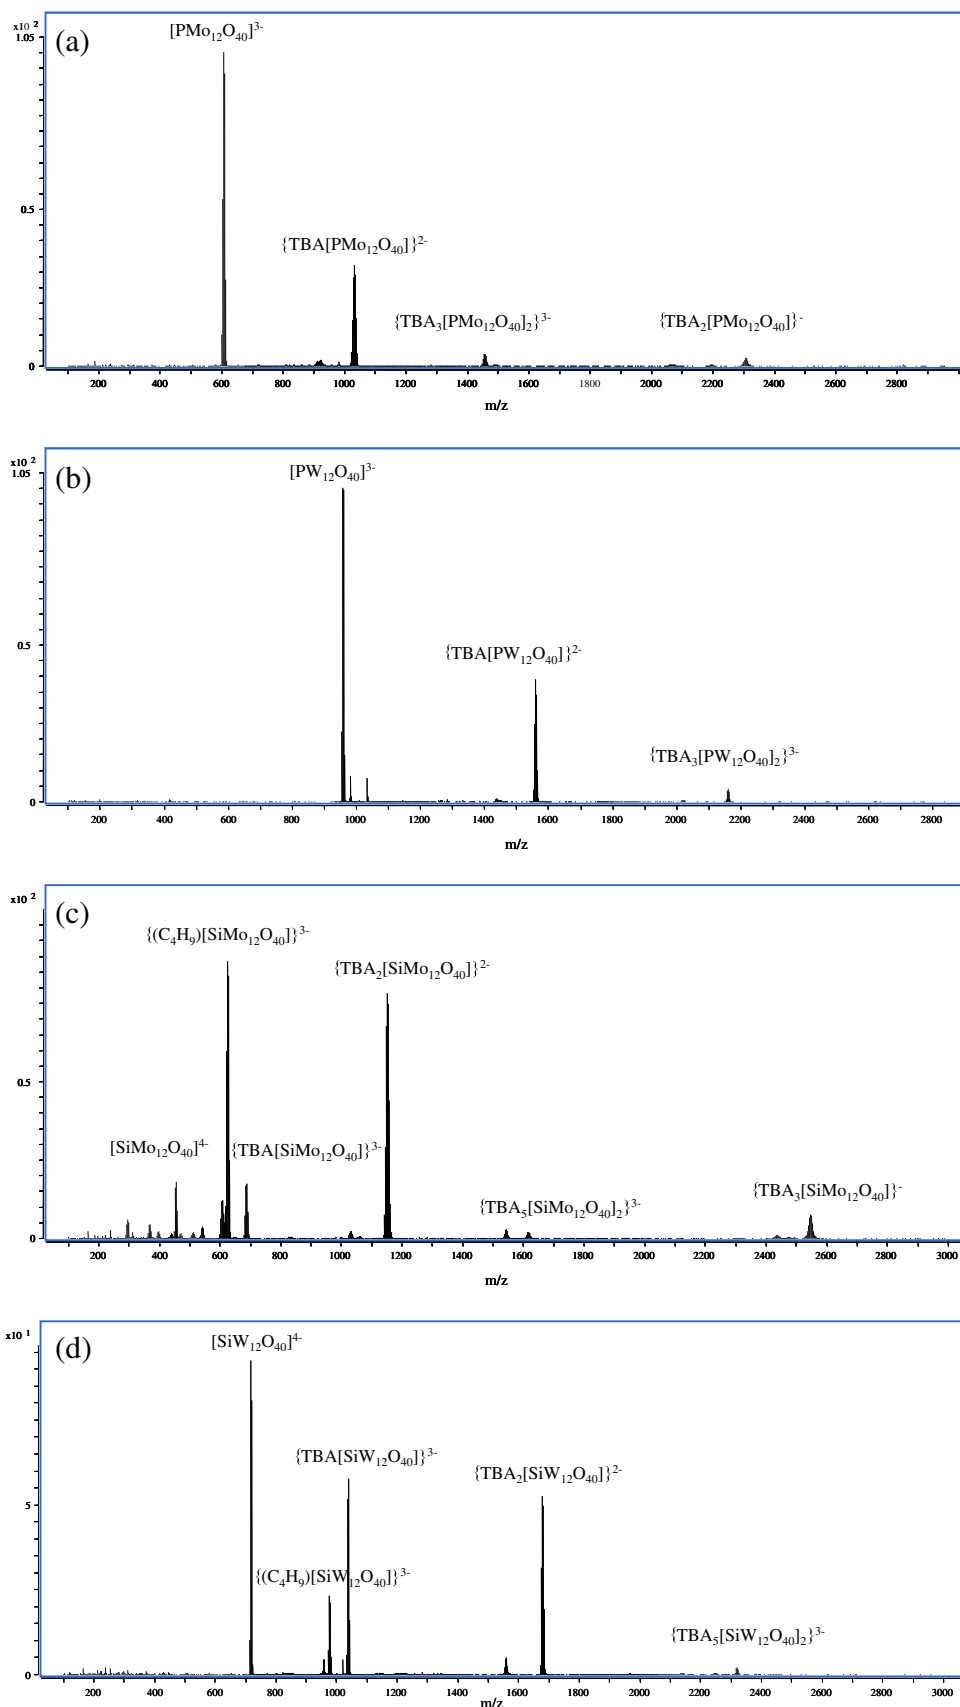 x10 2
1.05
(a)
[PMo12O40]3-
0.5
{TBA[PMo12O40]}2-
{TBA3[PMo12O40]2}3-
{TBA2[PMo12O40]}-
0
200 400 600 800 1000 1200 1400 1600 1800 2000 2200 2400 2600 2800
m/z
x10 2
1.05
(b)
[PW12O40]3-
0.5
{TBA[PW12O40]}2-
{TBA3[PW12O40]2}3-
0
200 400 600 800 1000 1200 1400 1600 1800 2000 2200 2400 2600 2800
m/z
x10 2
(c)
{(C4H9)[SiMo12O40]}3-
{TBA2[SiMo12O40]}2-
0.5
[SiMo12O40]4-
{TBA[SiMo12O40]}3-
{TBA5[SiMo12O40]2}3-
{TBA3[SiMo12O40]}-
0
200 400 600 800 1000 1200 1400 1600 1800 2000 2200 2400 2600 2800 3000
m/z
x10 1
(d)
[SiW12O40]4-
{TBA[SiW12O40]}3-
{TBA2[SiW12O40]}2-
5
{(C4H9)[SiW12O40]}3-
{TBA5[SiW12O40]2}3-
0
200 400 600 800 1000 1200 1400 1600 1800 2000 2200 2400 2600 2800 3000
m/z